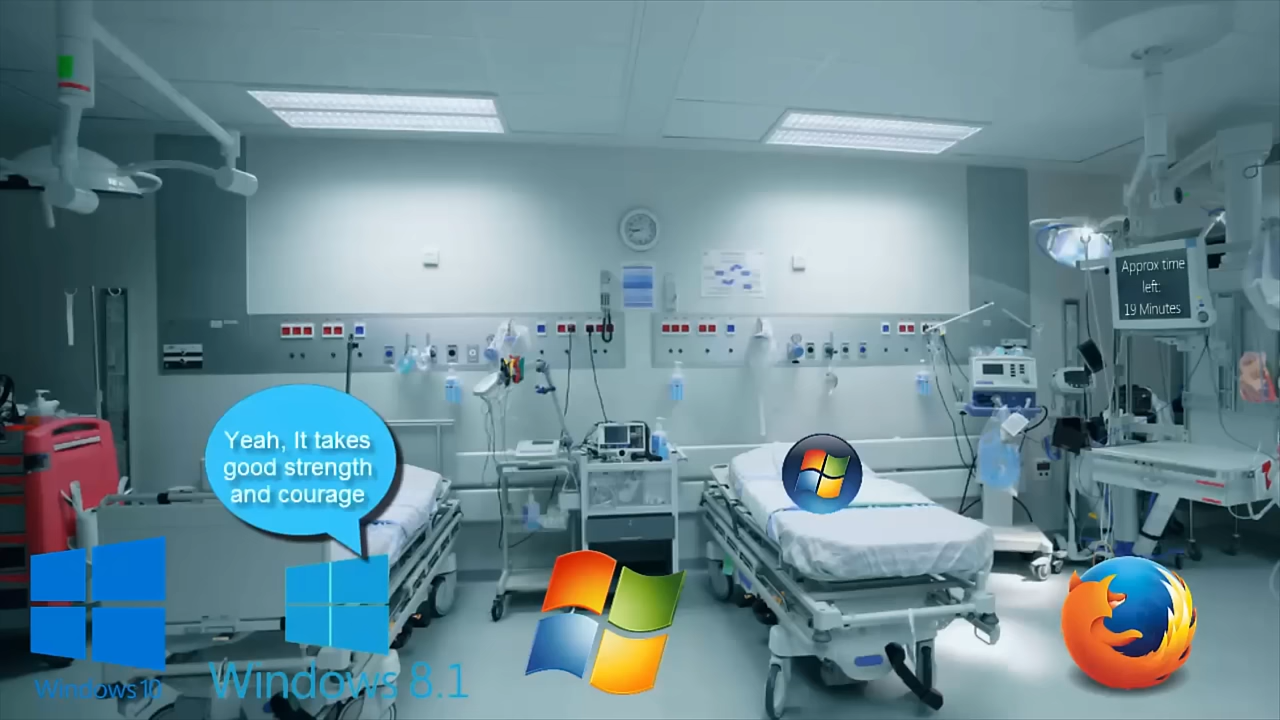 Approx time
left:
19 Minutes
Yeah, It takes
good strength
and courage
Windows 10
Windows 8.1